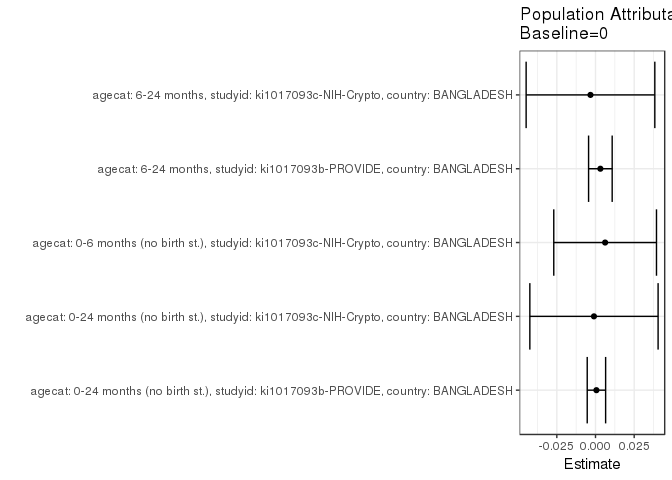 Population Attributa
Baseline=0
agecat: 6-24 months, studyid: ki1017093c-NIH-Crypto, country: BANGLADESH
agecat: 6-24 months, studyid: ki1017093b-PROVIDE, country: BANGLADESH
agecat: 0-6 months (no birth st.), studyid: ki1017093c-NIH-Crypto, country: BANGLADESH
agecat: 0-24 months (no birth st.), studyid: ki1017093c-NIH-Crypto, country: BANGLADESH
agecat: 0-24 months (no birth st.), studyid: ki1017093b-PROVIDE, country: BANGLADESH
-0.025 0.000 0.025
Estimate